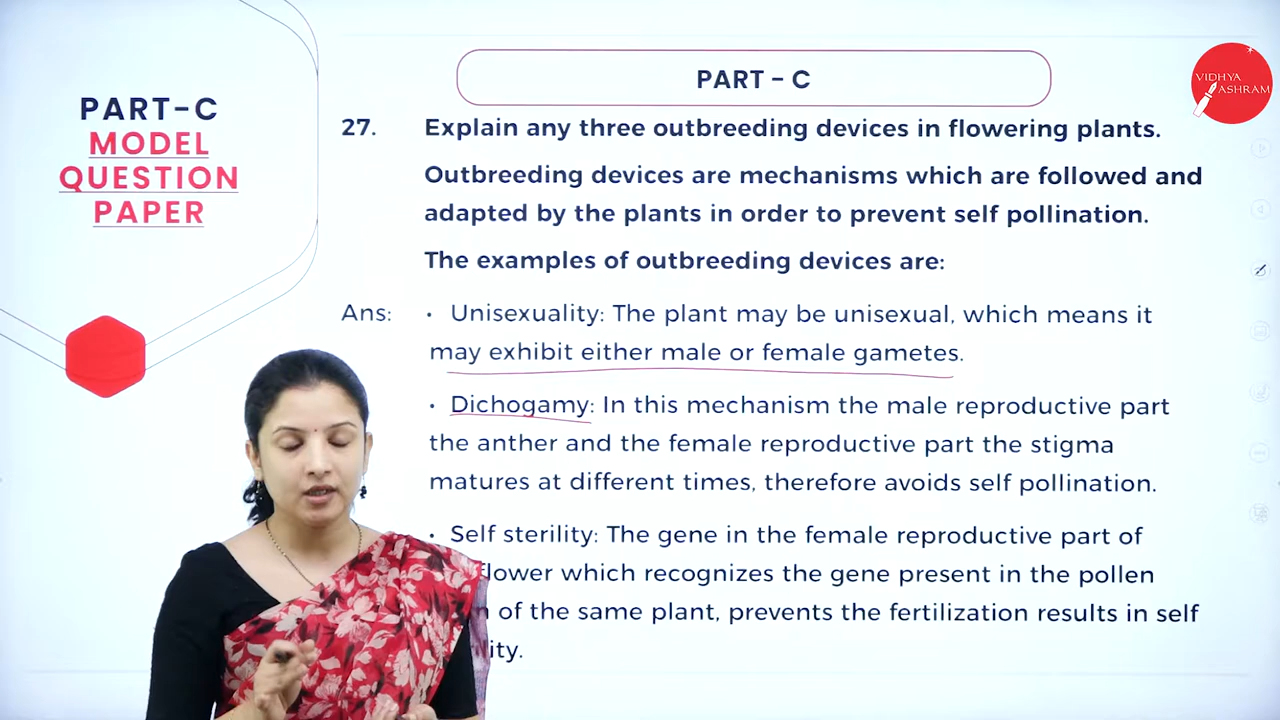 PART-C
MODEL
QUESTION
PAPER
PART - C
VIDHYA
ASHRAM
27. Explain any three outbreeding devices in flowering plants.
Outbreeding devices are mechanisms which are followed and
adapted by the plants in order to prevent self pollination.
The examples of outbreeding devices are:
Ans: • Unisexuality: The plant may be unisexual, which means it
may exhibit either male or female gametes.
• Dichogamy: In this mechanism the male reproductive part
the anther and the female reproductive part the stigma
matures at different times, therefore avoids self pollination.
• Self sterility: The gene in the female reproductive part of
flower which recognizes the gene present in the pollen
of the same plant, prevents the fertilization results in self